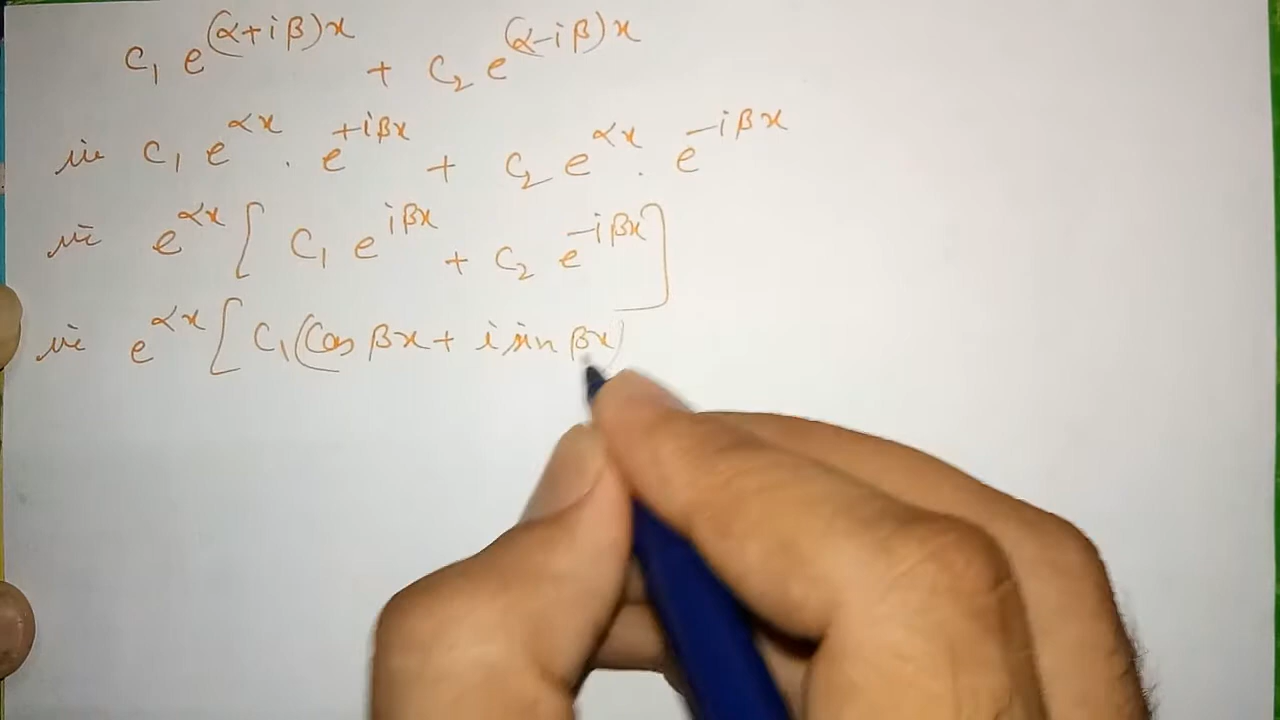 c₁ e^(α+iβ)x + c₂ e^(α-iβ)x
ie c₁ e^αx . e^+iβx + c₂ e^αx . e^-iβx
ie e^αx [ c₁ e^iβx + c₂ e^-iβx ]
ie e^αx [ c₁ (cos βx + i sin βx)